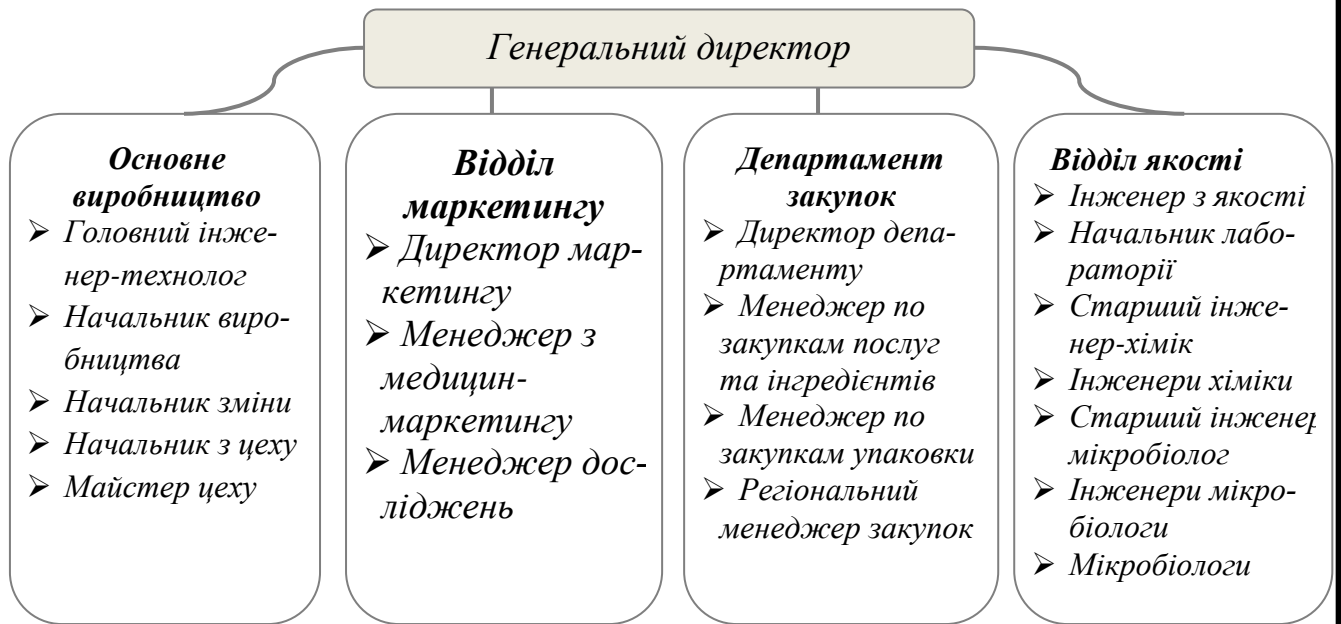 Генеральний директор
Основне
виробництво
➢ Головний інже-
нер-технолог
➢ Начальник виро-
бництва
➢ Начальник зміни
➢ Начальник з цеху
➢ Майстер цеху
Відділ
маркетингу
➢ Директор мар-
кетингу
➢ Менеджер з
медицин-
маркетингу
➢ Менеджер дос-
ліджень
Департамент
закупок
➢ Директор депа-
ртаменту
➢ Менеджер по
закупкам послуг
та інгредієнтів
➢ Менеджер по
закупкам упаковки
➢ Регіональний
менеджер закупок
Відділ якості
➢ Інженер з якості
➢ Начальник лабо-
раторії
➢ Старший інже-
нер-хімік
➢ Інженери хіміки
➢ Старший інженер
мікробіолог
➢ Інженери мікро-
біологи
➢ Мікробіологи